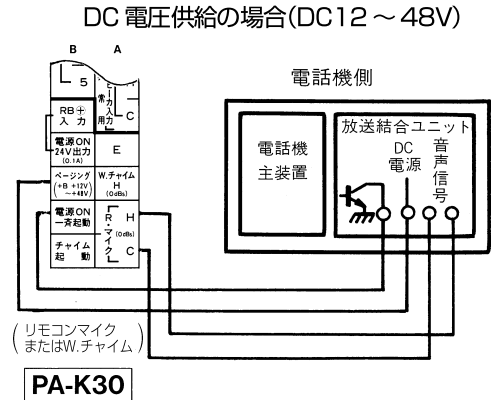 DC 電圧供給の場合(DC12～48V)
B A
5
C
常用
RB⊕
入力
電源ON
24V出力
(0.1A)
E
ページング
(+B +12V
～+48V)
W.チャイム
H
(0dBs)
電源ON
一斉起動
チャイム
起動
R.マイク
H
(0dBs)
C
電話機側
電話機
主装置
放送結合ユニット
DC
電源
音声信号
(リモコンマイク
またはW.チャイム)
PA-K30